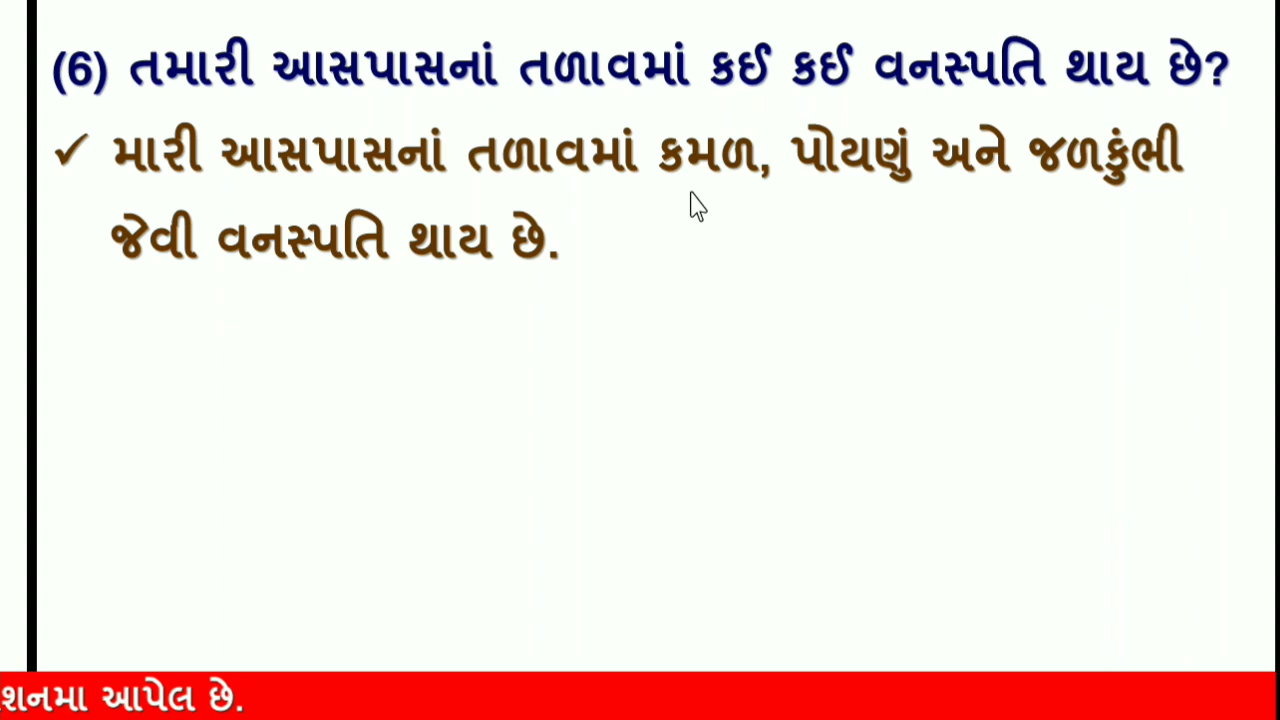 (6) તમારી આસપાસનાં તળાવમાં કઈ કઈ વનસ્પતિ થાય છે?
✓ મારી આસપાસનાં તળાવમાં કમળ, પોયણું અને જળકુંભી
જેવી વનસ્પતિ થાય છે.
શનમા આપેલ છે.